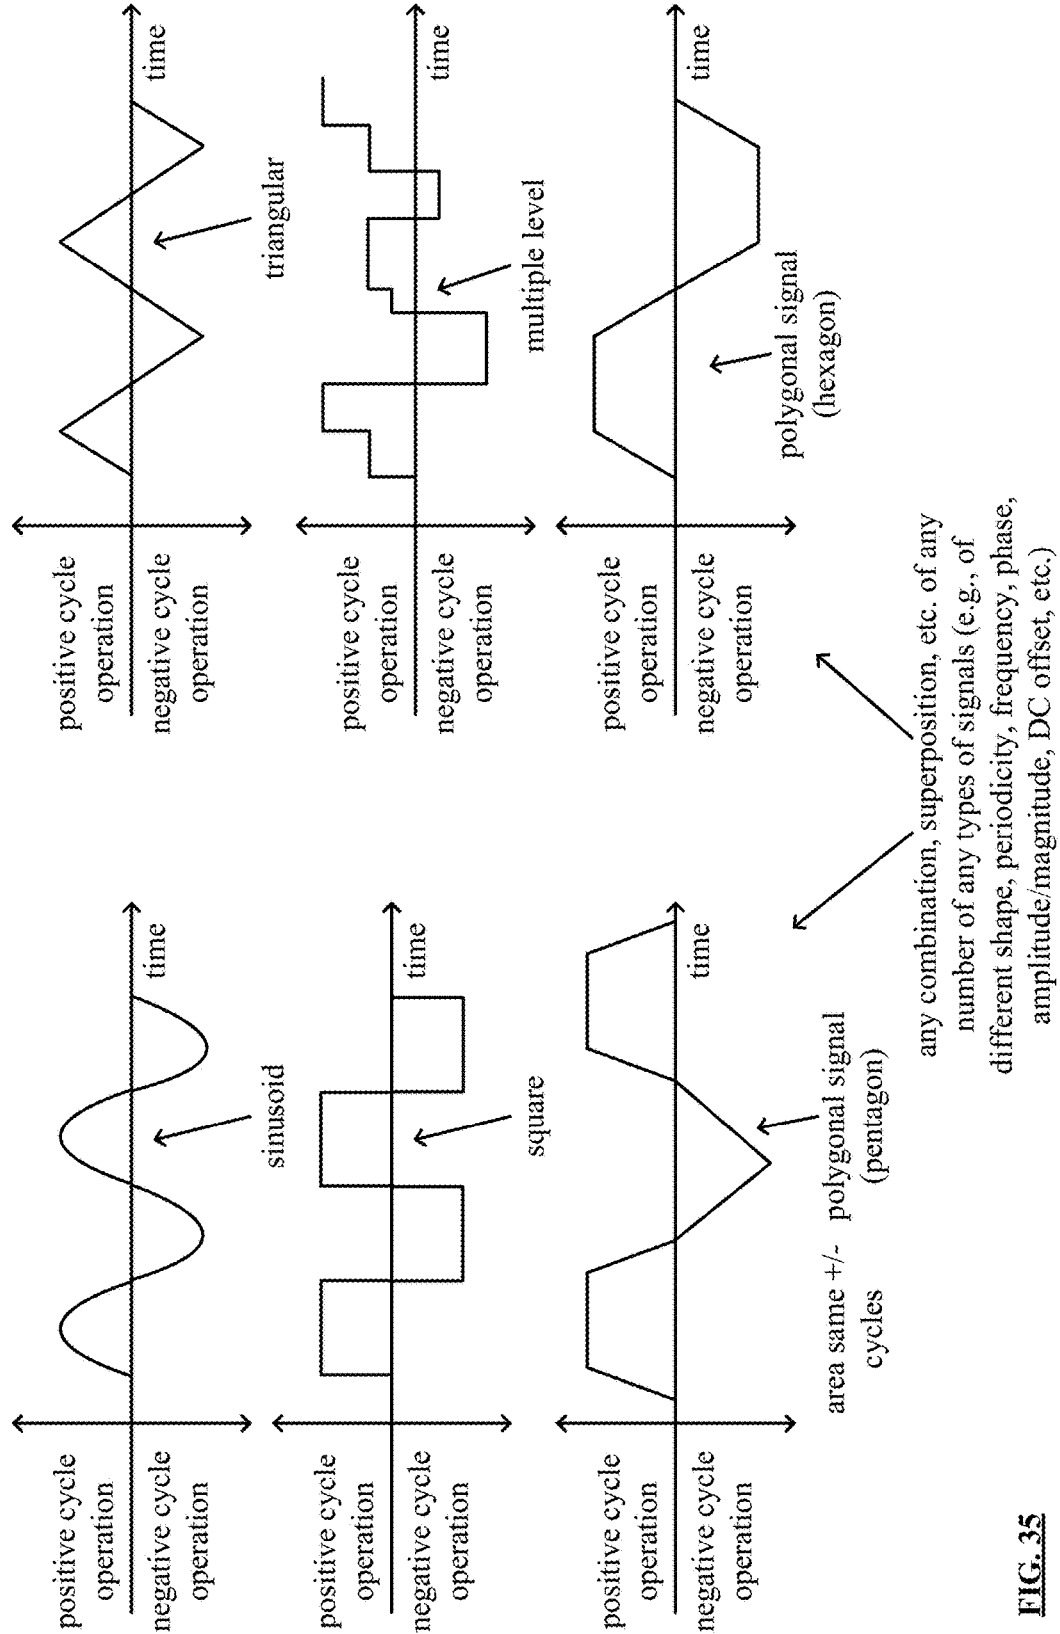 positive cycle
operation
negative cycle
operation
time
sinusoid
positive cycle
operation
negative cycle
operation
time
triangular
positive cycle
operation
negative cycle
operation
time
square
positive cycle
operation
negative cycle
operation
time
multiple level
positive cycle
operation
negative cycle
operation
time
area same +/-
cycles
polygonal signal
(pentagon)
positive cycle
operation
negative cycle
operation
time
polygonal signal
(hexagon)
any combination, superposition, etc. of any
number of any types of signals (e.g., of
different shape, periodicity, frequency, phase,
amplitude/magnitude, DC offset, etc.)
FIG. 35